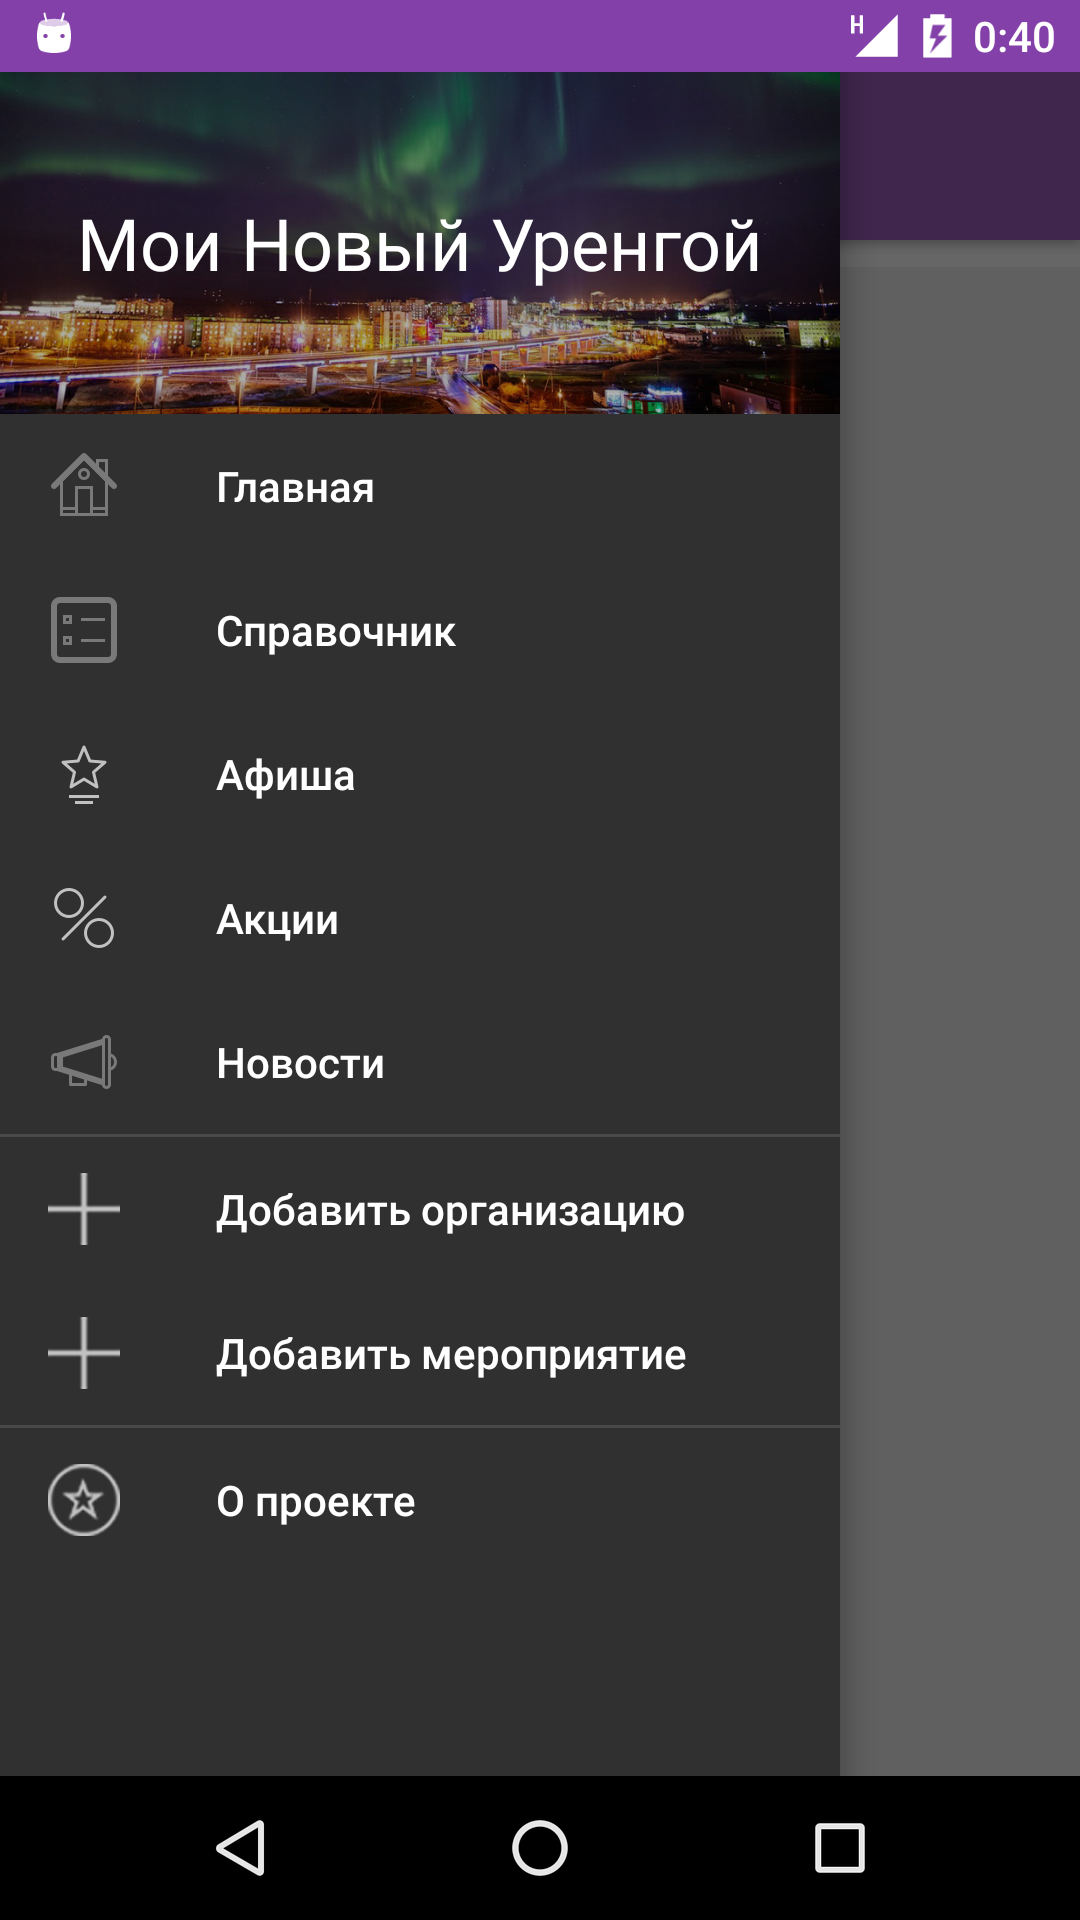 H
0:40
Мои Новый Уренгой
Главная
Справочник
Афиша
Акции
Новости
Добавить организацию
Добавить мероприятие
О проекте